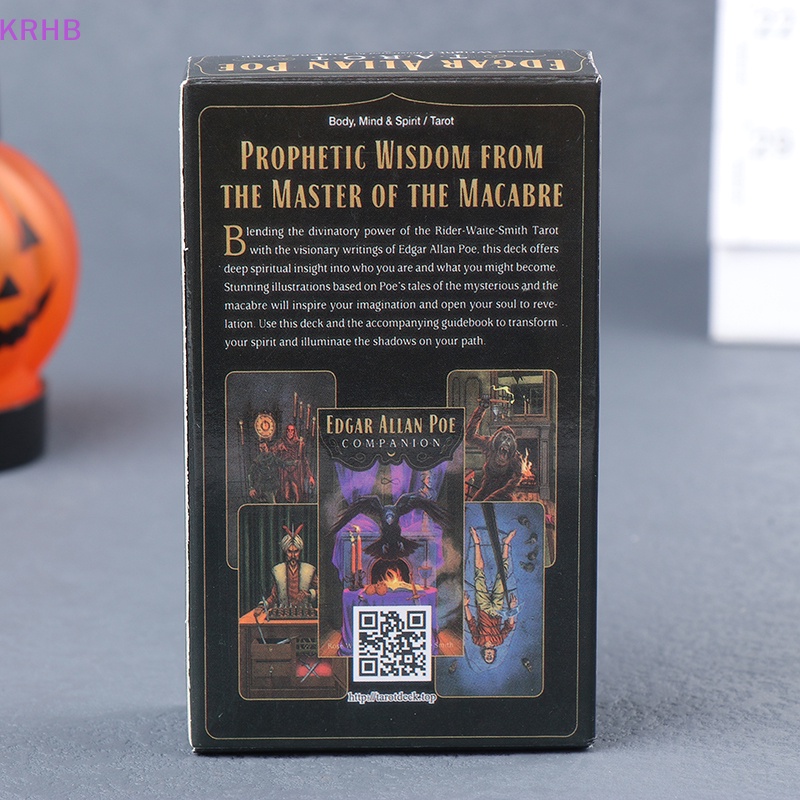 KRHB
EDGAR ALLAN POE
TAROT
Body, Mind & Spirit / Tarot
PROPHETIC WISDOM FROM
THE MASTER OF THE MACABRE
Blending the divinatory power of the Rider-Waite-Smith Tarot
with the visionary writings of Edgar Allan Poe, this deck offers
deep spiritual insight into who you are and what you might become.
Stunning illustrations based on Poe's tales of the mysterious and the
macabre will inspire your imagination and open your soul to reve-
lation. Use this deck and the accompanying guidebook to transform
your spirit and illuminate the shadows on your path.
EDGAR ALLAN POE
COMPANION
Smith
http://tarotdeck.top
22
29